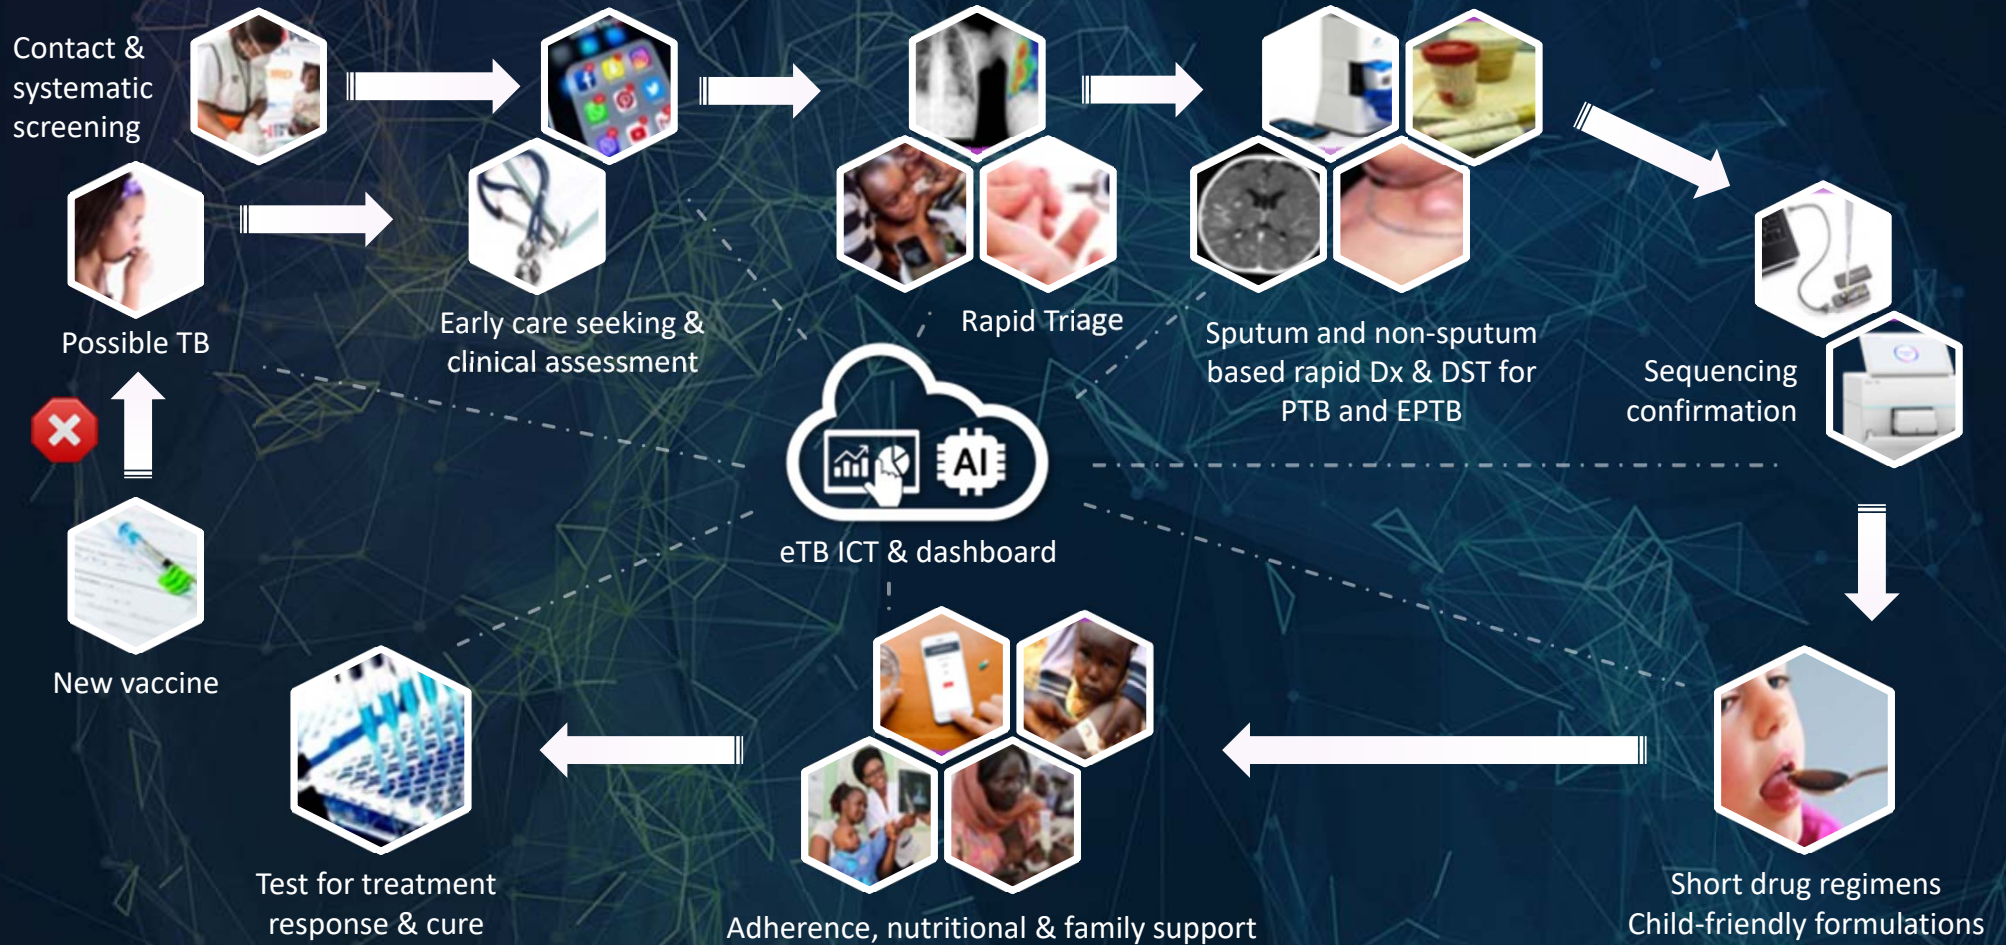 Contact &
systematic
screening
Possible TB
Early care seeking &
clinical assessment
Rapid Triage
Sputum and non-sputum
based rapid Dx & DST for
PTB and EPTB
Sequencing
confirmation
AI
eTB ICT & dashboard
New vaccine
Test for treatment
response & cure
Adherence, nutritional & family support
Short drug regimens
Child-friendly formulations